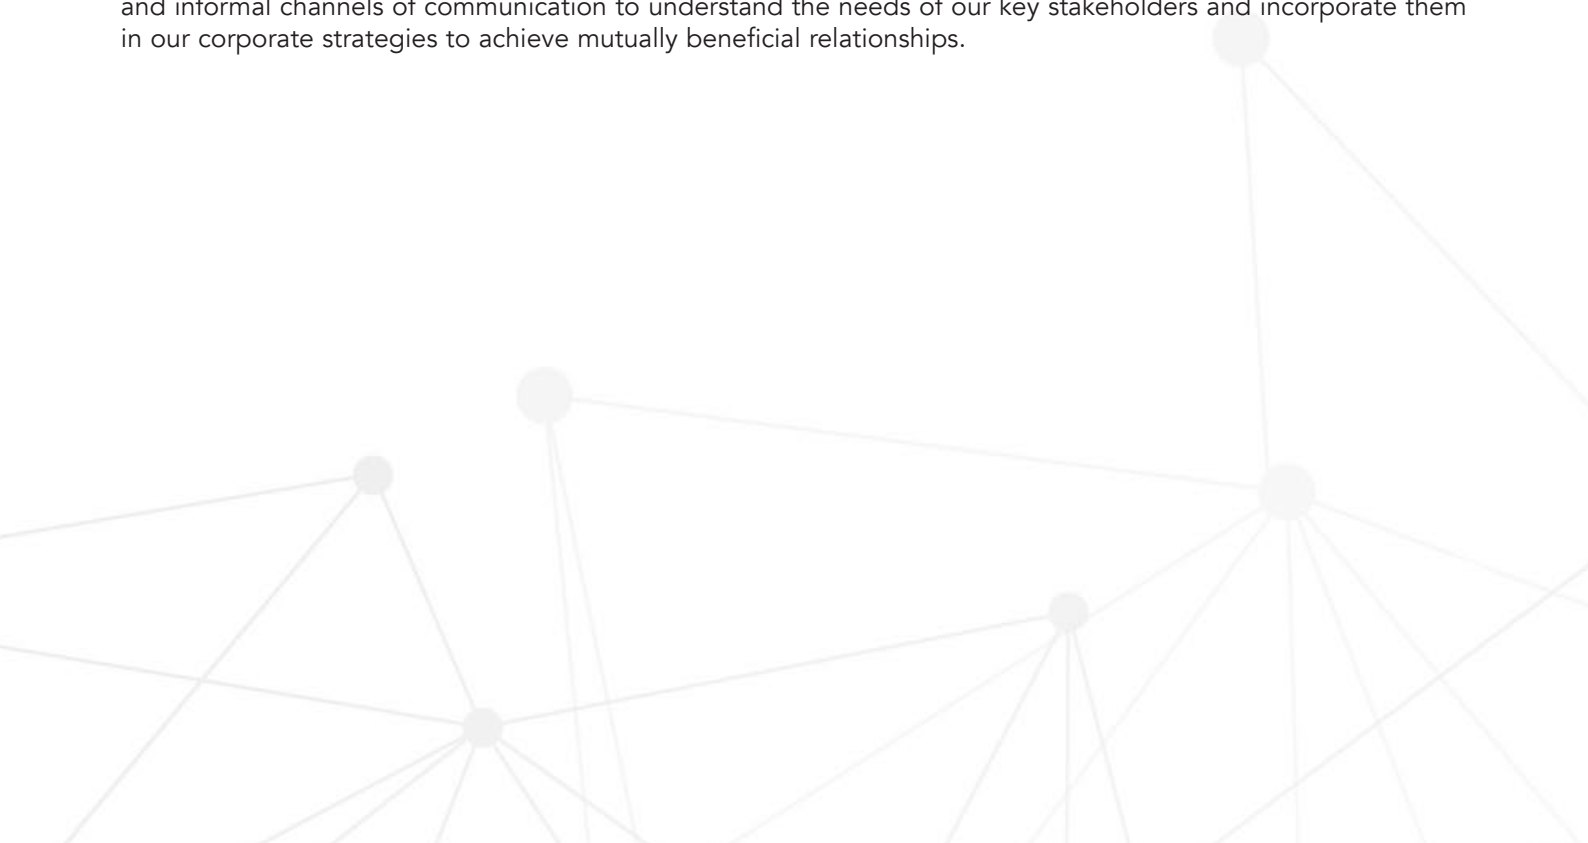 and informal channels of communication to understand the needs of our key stakeholders and incorporate them
in our corporate strategies to achieve mutually beneficial relationships.